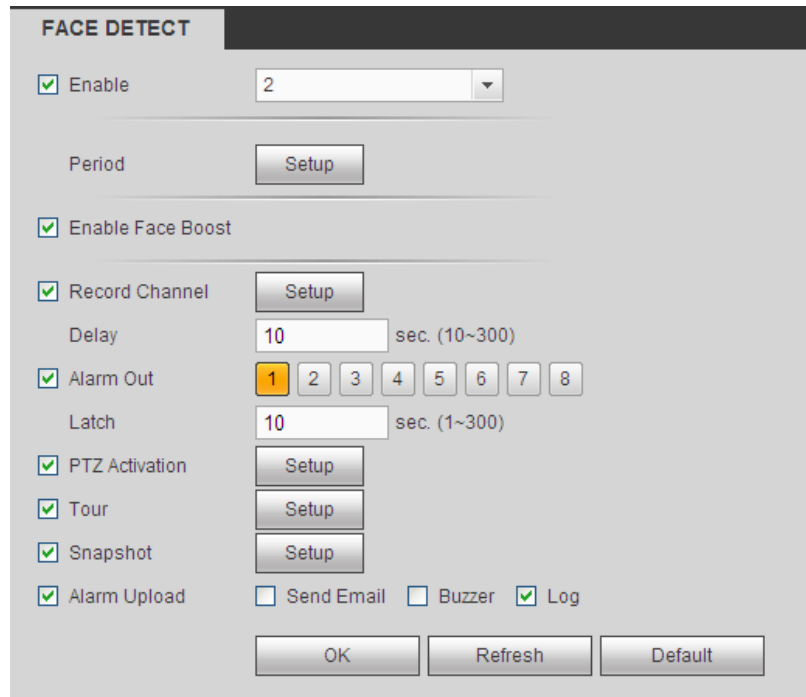 FACE DETECT
Enable 2
Period Setup
Enable Face Boost
Record Channel Setup
Delay 10 sec. (10~300)
Alarm Out 1 2 3 4 5 6 7 8
Latch 10 sec. (1~300)
PTZ Activation Setup
Tour Setup
Snapshot Setup
Alarm Upload Send Email Buzzer Log
OK Refresh Default